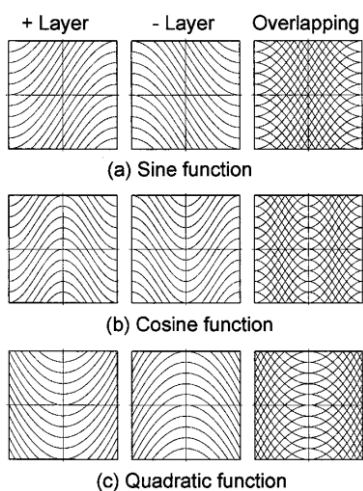 + Layer - Layer Overlapping
(a) Sine function
(b) Cosine function
(c) Quadratic function